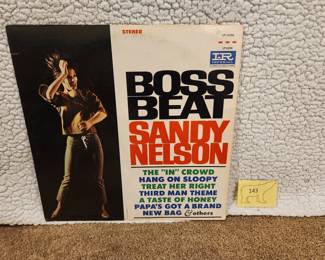 STEREO
BOSS
BEAT
SANDY
NELSON
THE "IN" CROWD
HANG ON SLOOPY
TREAT HER RIGHT
THIRD MAN THEME
A TASTE OF HONEY
PAPA'S GOT A BRAND
NEW BAG & others
143